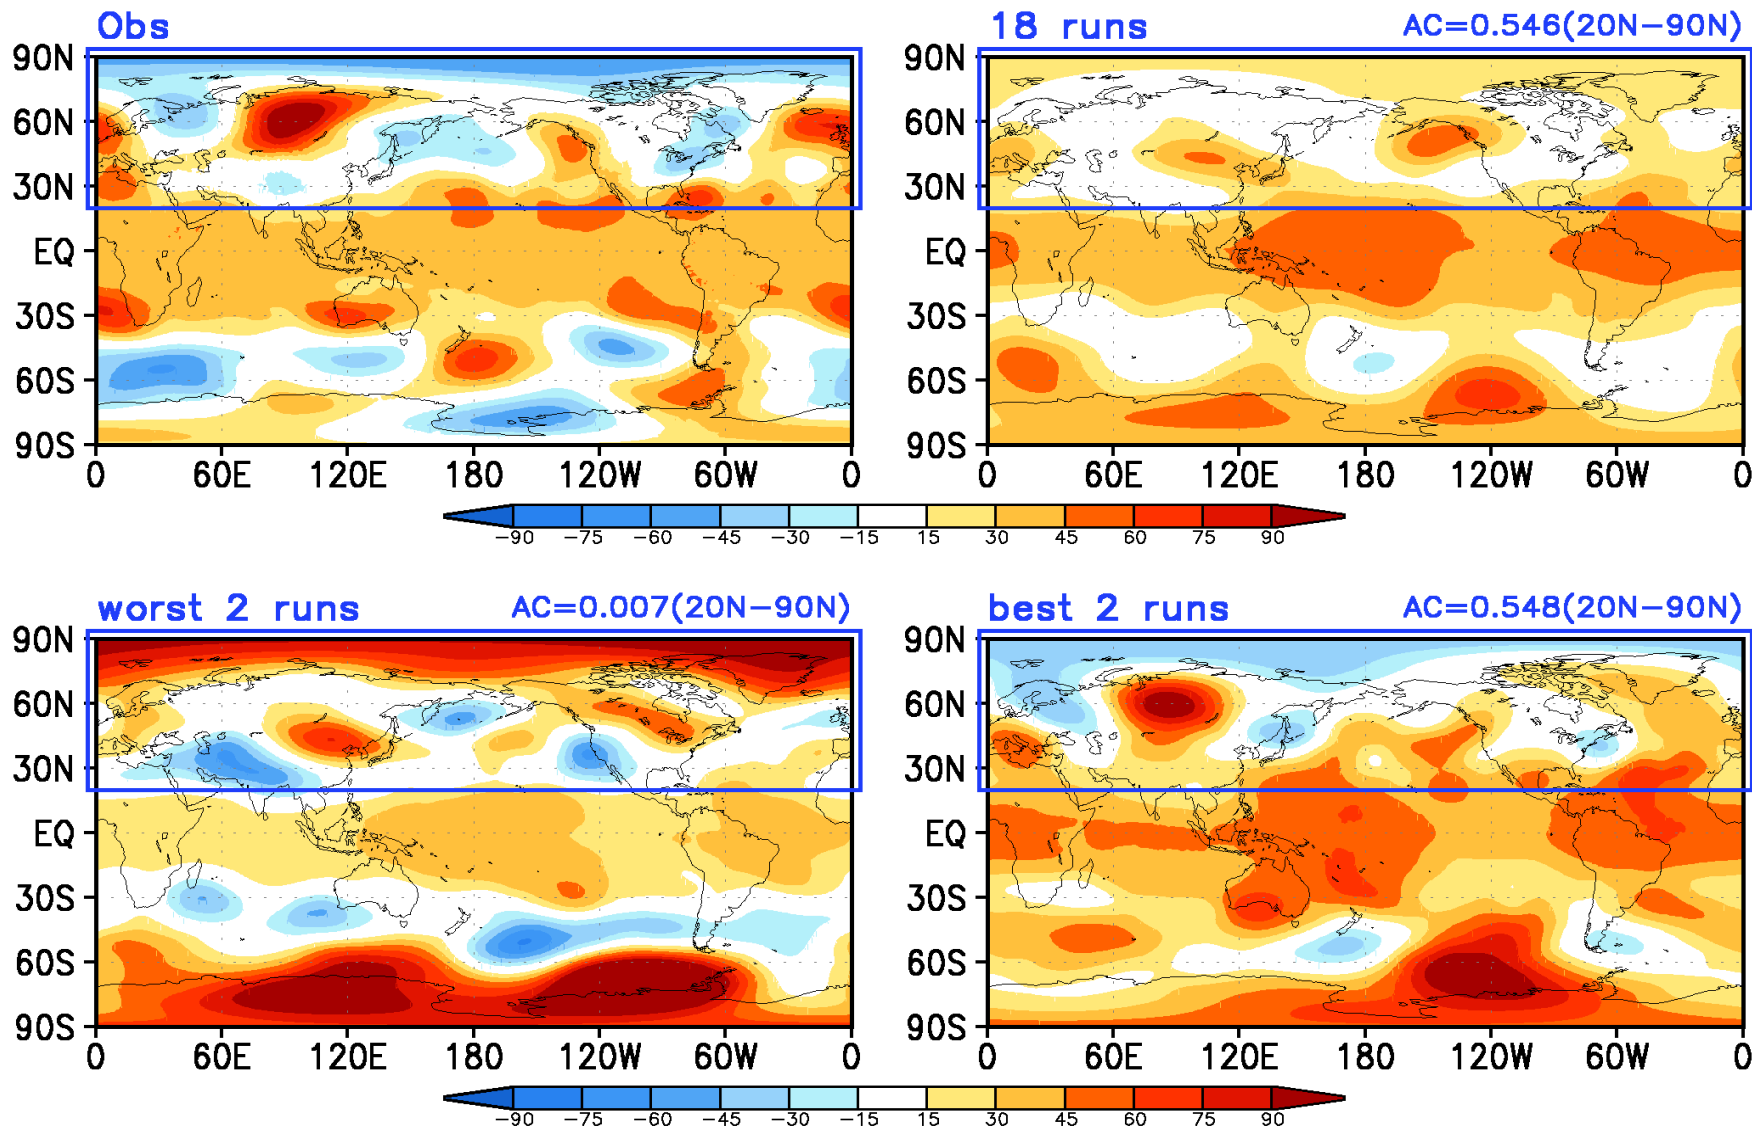 Obs
18 runs AC=0.546(20N−90N)
90N 90N
60N 60N
30N 30N
EQ EQ
30S 30S
60S 60S
90S 90S
0 60E 120E 180 120W 60W 0 0 60E 120E 180 120W 60W 0
−90 −75 −60 −45 −30 −15 15 30 45 60 75 90
worst 2 runs AC=0.007(20N−90N) best 2 runs AC=0.548(20N−90N)
90N 90N
60N 60N
30N 30N
EQ EQ
30S 30S
60S 60S
90S 90S
0 60E 120E 180 120W 60W 0 0 60E 120E 180 120W 60W 0
−90 −75 −60 −45 −30 −15 15 30 45 60 75 90